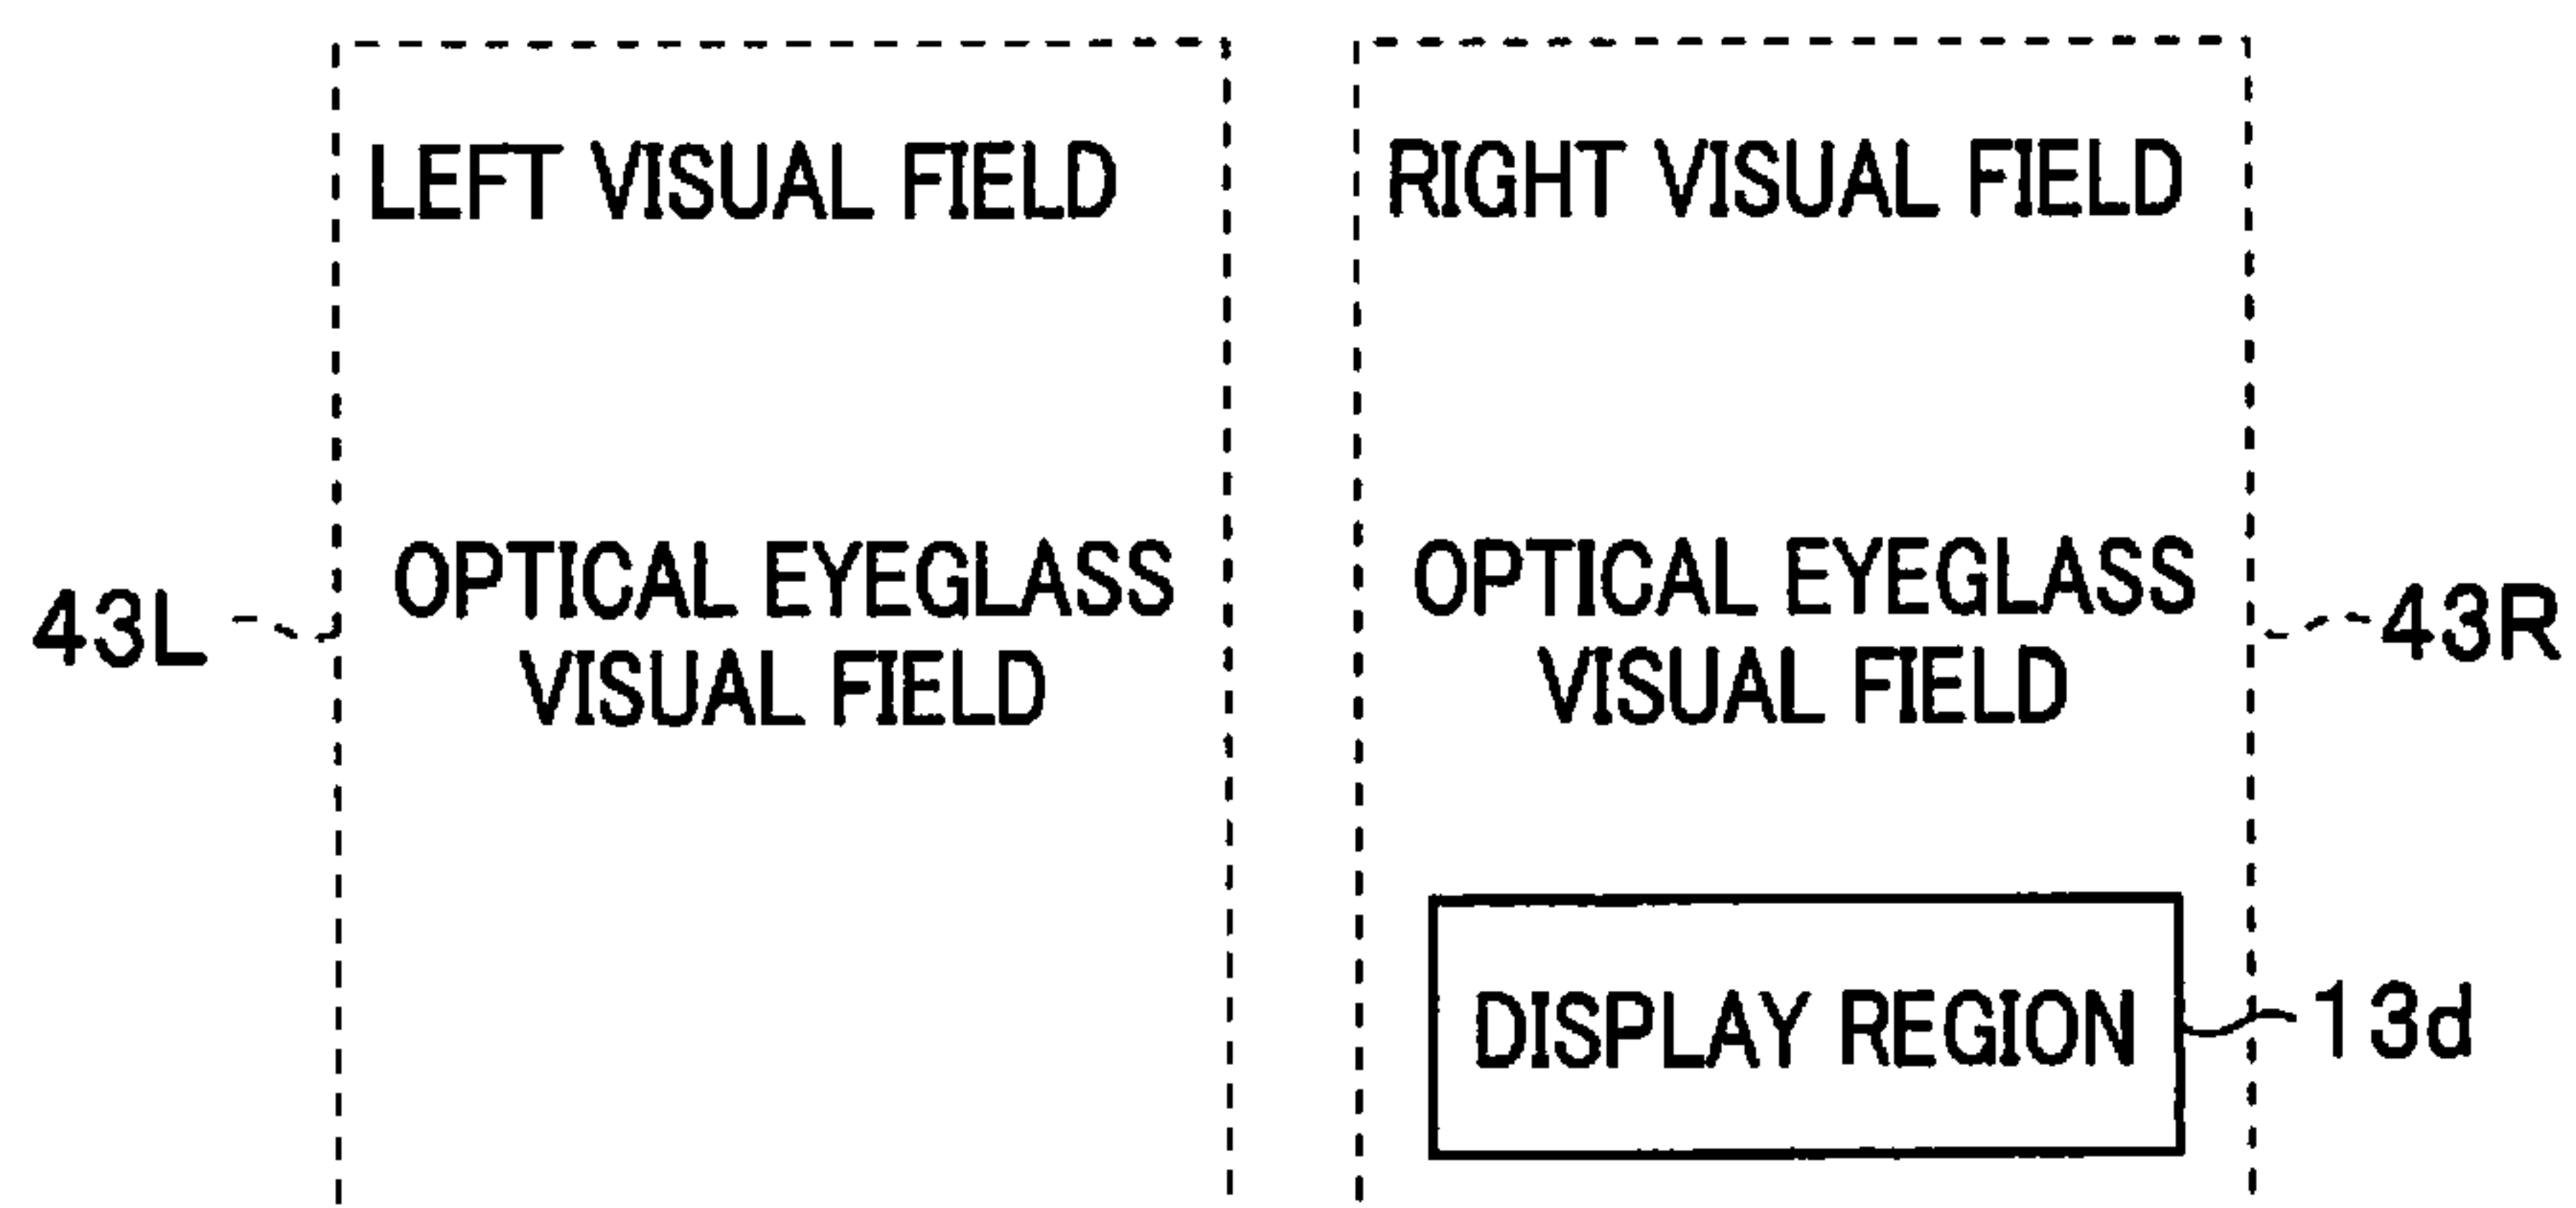 LEFT VISUAL FIELD
RIGHT VISUAL FIELD
OPTICAL EYEGLASS
VISUAL FIELD
OPTICAL EYEGLASS
VISUAL FIELD
43L
43R
DISPLAY REGION
13d